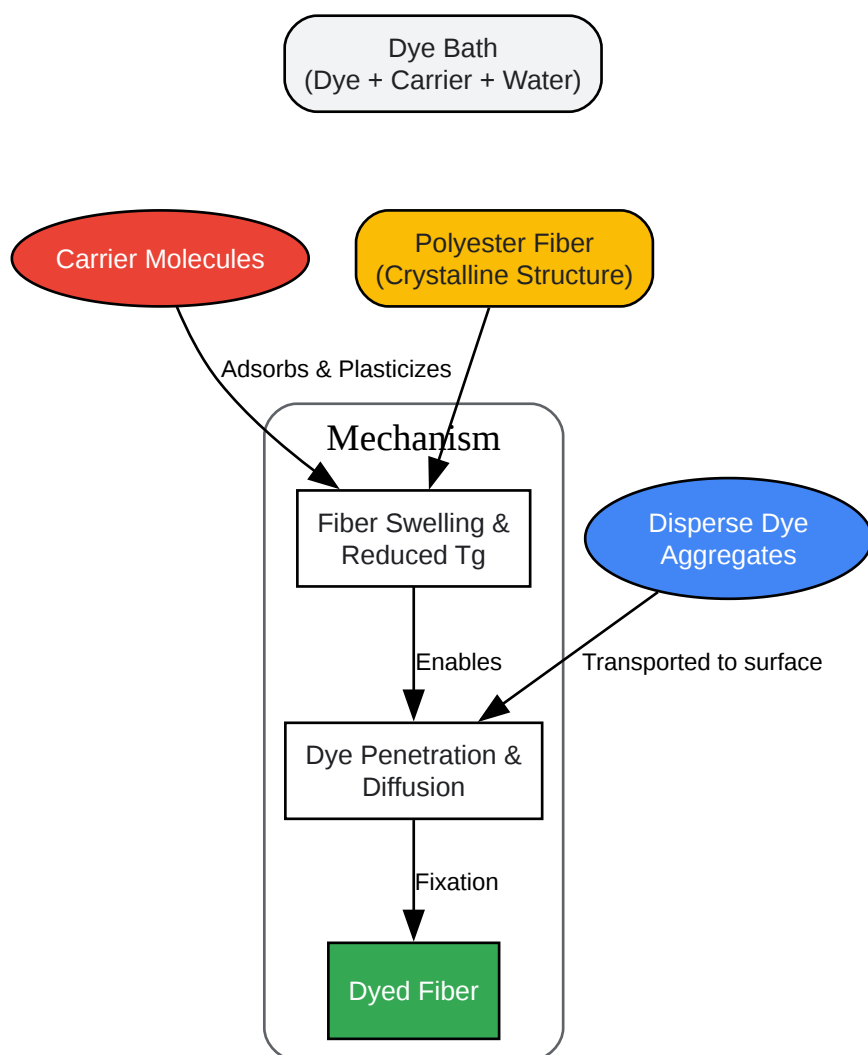 Dye Bath
(Dye + Carrier + Water)
Carrier Molecules
Polyester Fiber
(Crystalline Structure)
Adsorbs & Plasticizes
Mechanism
Fiber Swelling &
Reduced Tg
Disperse Dye
Aggregates
Enables
Transported to surface
Dye Penetration &
Diffusion
Fixation
Dyed Fiber